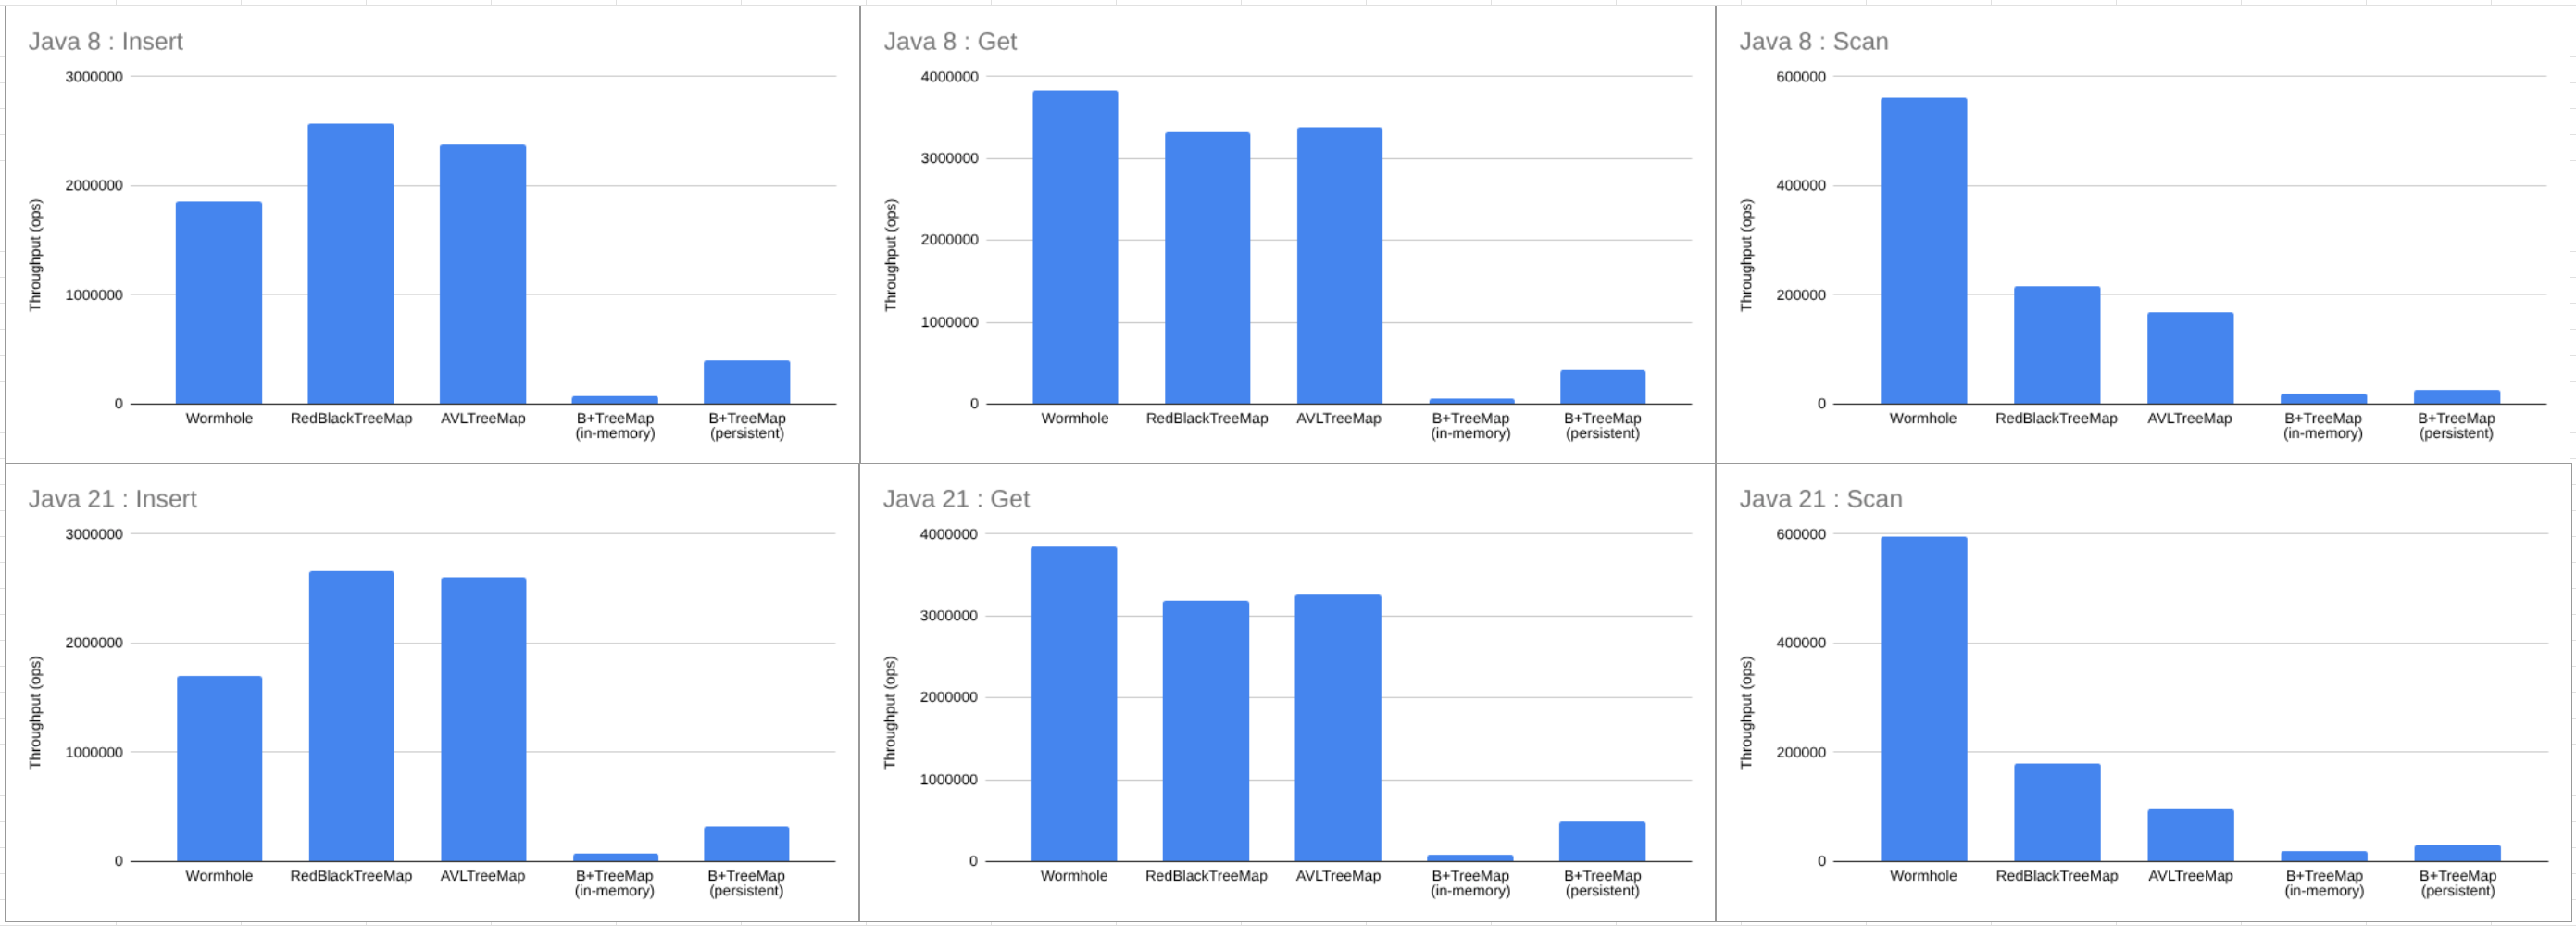 Java 8 : Insert
3000000
2000000
1000000
0
Throughput (ops)
Wormhole
RedBlackTreeMap
AVLTreeMap
B+TreeMap
(in-memory)
B+TreeMap
(persistent)
Java 8 : Get
4000000
3000000
2000000
1000000
0
Throughput (ops)
Wormhole
RedBlackTreeMap
AVLTreeMap
B+TreeMap
(in-memory)
B+TreeMap
(persistent)
Java 8 : Scan
600000
400000
200000
0
Throughput (ops)
Wormhole
RedBlackTreeMap
AVLTreeMap
B+TreeMap
(in-memory)
B+TreeMap
(persistent)
Java 21 : Insert
3000000
2000000
1000000
0
Throughput (ops)
Wormhole
RedBlackTreeMap
AVLTreeMap
B+TreeMap
(in-memory)
B+TreeMap
(persistent)
Java 21 : Get
4000000
3000000
2000000
1000000
0
Throughput (ops)
Wormhole
RedBlackTreeMap
AVLTreeMap
B+TreeMap
(in-memory)
B+TreeMap
(persistent)
Java 21 : Scan
600000
400000
200000
0
Throughput (ops)
Wormhole
RedBlackTreeMap
AVLTreeMap
B+TreeMap
(in-memory)
B+TreeMap
(persistent)